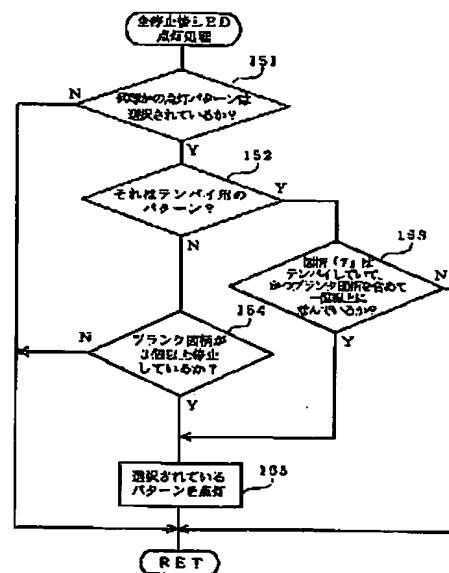 全停止後LED
点灯処理
151
何等かの点灯パターンは
選択されているか？
N
Y
152
それはテンパイ用の
パターン？
Y
N
153
図柄「7」は
テンパイしていて、
かつブランク図柄を含めて
一直線上に
並んでいるか？
N
Y
154
ブランク図柄が
3個以上停止
しているか？
N
Y
155
選択されている
パターンを点灯
RET